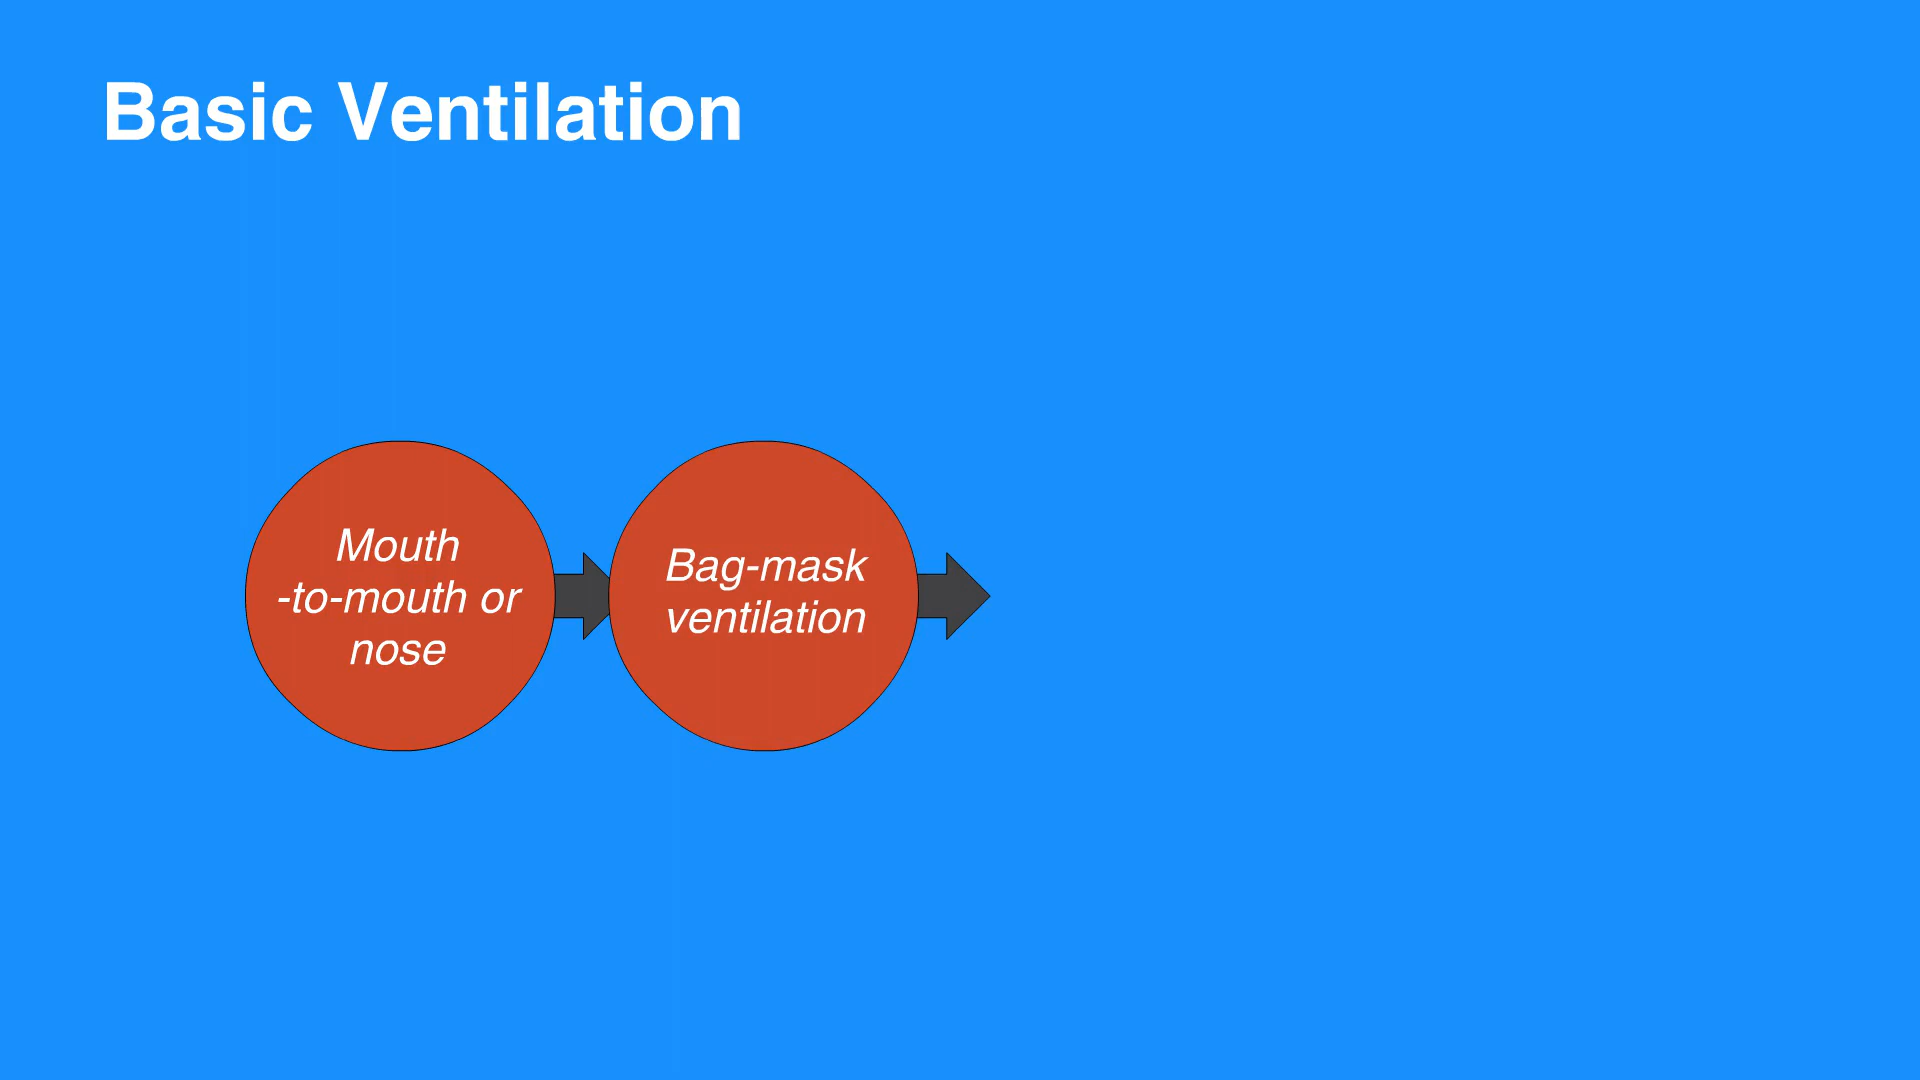 Basic Ventilation
Mouth
-to-mouth or
nose
Bag-mask
ventilation